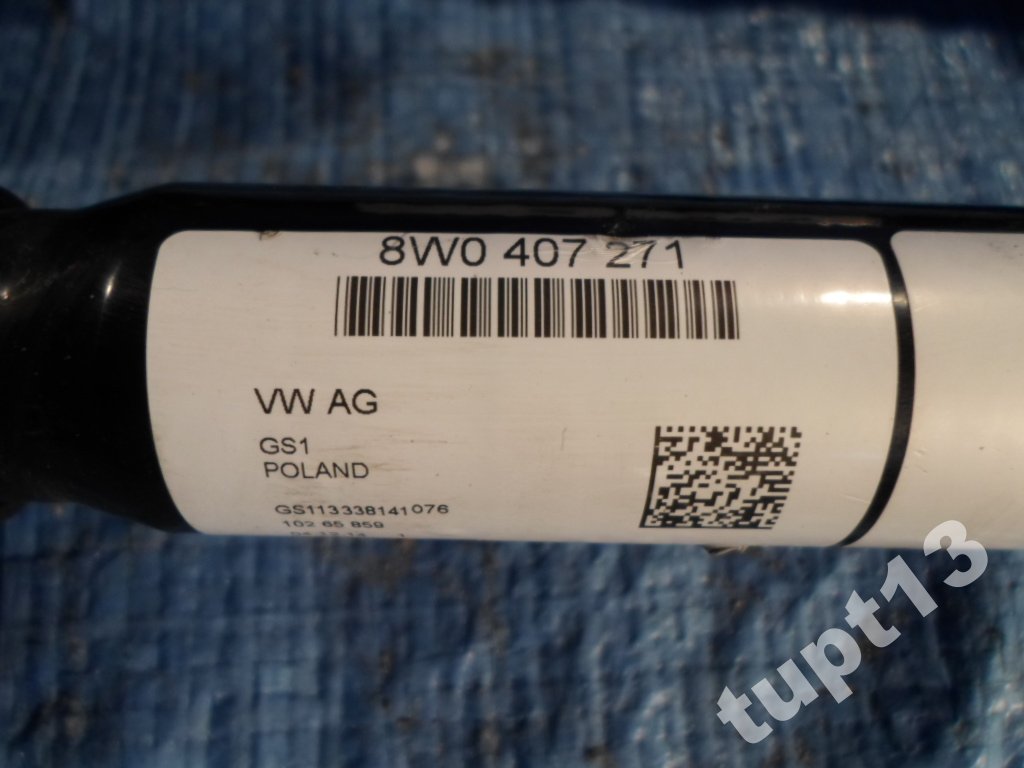 8W0 407 271
VW AG
GS1
POLAND
GS113338141076
102 65 859
tupt13